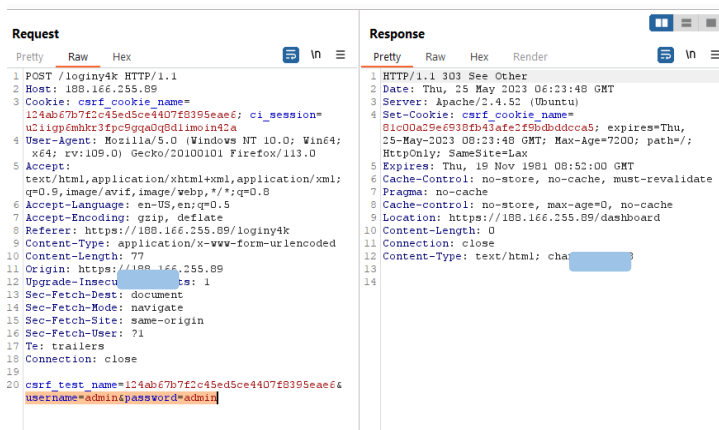 Request
Pretty Raw Hex
\n
1 POST /loginy4k HTTP/1.1
2 Host: 188.166.255.89
3 Cookie: csrf_cookie_name=
124ab67b7f2c45ed5ce4407f8395eae6; ci_session=
u2iigp6mhkr3fpc9gqa0q8dlimoin42a
4 User-Agent: Mozilla/5.0 (Windows NT 10.0; Win64;
x64; rv:109.0) Gecko/20100101 Firefox/113.0
5 Accept:
text/html,application/xhtml+xml,application/xml;
q=0.9,image/avif,image/webp,*/*;q=0.8
6 Accept-Language: en-US,en;q=0.5
7 Accept-Encoding: gzip, deflate
8 Referer: https://188.166.255.89/loginy4k
9 Content-Type: application/x-www-form-urlencoded
10 Content-Length: 77
11 Origin: https://188.166.255.89
12 Upgrade-Insecu ts: 1
13 Sec-Fetch-Dest: document
14 Sec-Fetch-Mode: navigate
15 Sec-Fetch-Site: same-origin
16 Sec-Fetch-User: ?1
17 Te: trailers
18 Connection: close
19
20 csrf_test_name=124ab67b7f2c45ed5ce4407f8395eae6&
username=admin&password=admin
Response
Pretty Raw Hex Render
\n
1 HTTP/1.1 303 See Other
2 Date: Thu, 25 May 2023 06:23:48 GMT
3 Server: Apache/2.4.52 (Ubuntu)
4 Set-Cookie: csrf_cookie_name=
81c00a29e6938fb43afe2f9bdbddcca5; expires=Thu,
25-May-2023 08:23:48 GMT; Max-Age=7200; path=/;
HttpOnly; SameSite=Lax
5 Expires: Thu, 19 Nov 1981 08:52:00 GMT
6 Cache-Control: no-store, no-cache, must-revalidate
7 Pragma: no-cache
8 Cache-control: no-store, max-age=0, no-cache
9 Location: https://188.166.255.89/dashboard
10 Content-Length: 0
11 Connection: close
12 Content-Type: text/html;
13
14